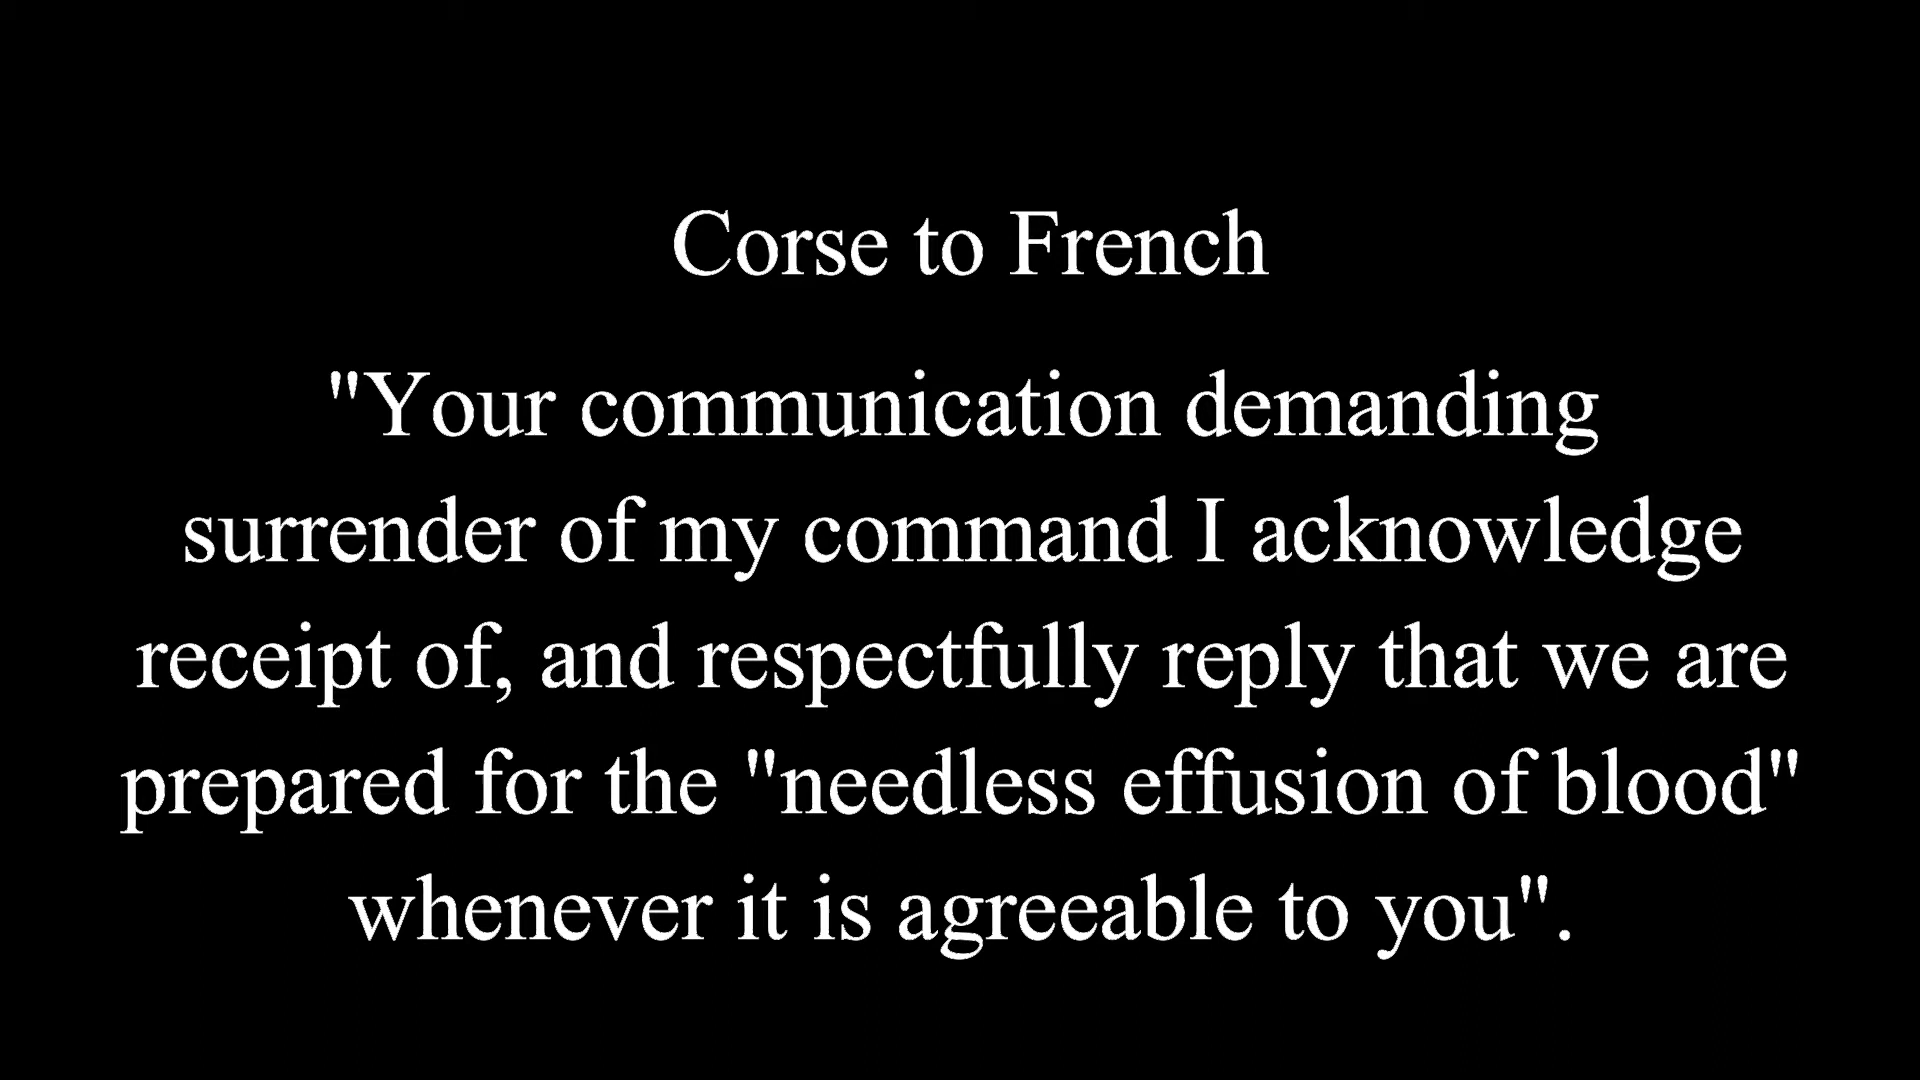 Corse to French
"Your communication demanding
surrender of my command I acknowledge
receipt of, and respectfully reply that we are
prepared for the "needless effusion of blood"
whenever it is agreeable to you".